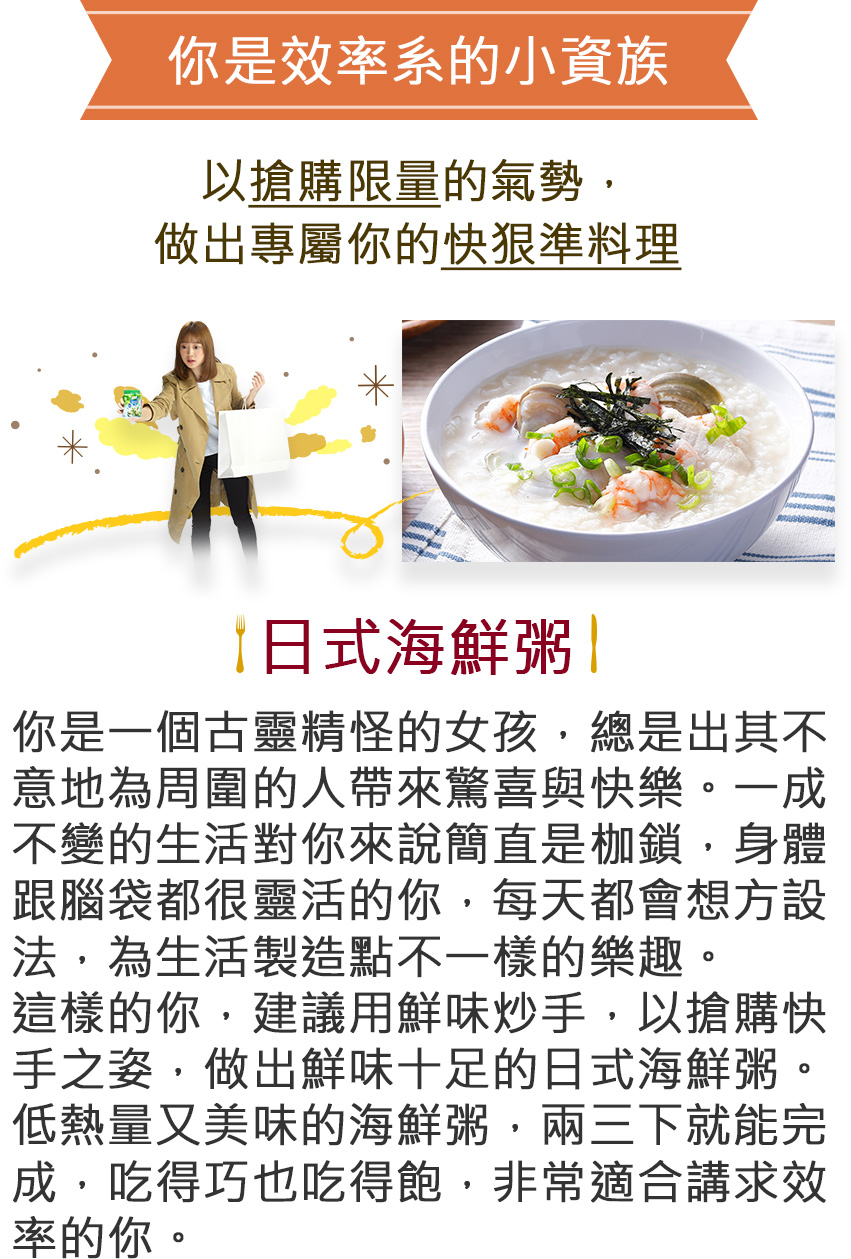 你是效率系的小資族
以搶購限量的氣勢，
做出專屬你的快狠準料理
日式海鮮粥
你是一個古靈精怪的女孩，總是出其不
意地為周圍的人帶來驚喜與快樂。一成
不變的生活對你來說簡直是枷鎖，身體
跟腦袋都很靈活的你，每天都會想方設
法，為生活製造點不一樣的樂趣。
這樣的你，建議用鮮味炒手，以搶購快
手之姿，做出鮮味十足的日式海鮮粥。
低熱量又美味的海鮮粥，兩三下就能完
成，吃得巧也吃得飽，非常適合講求效
率的你。